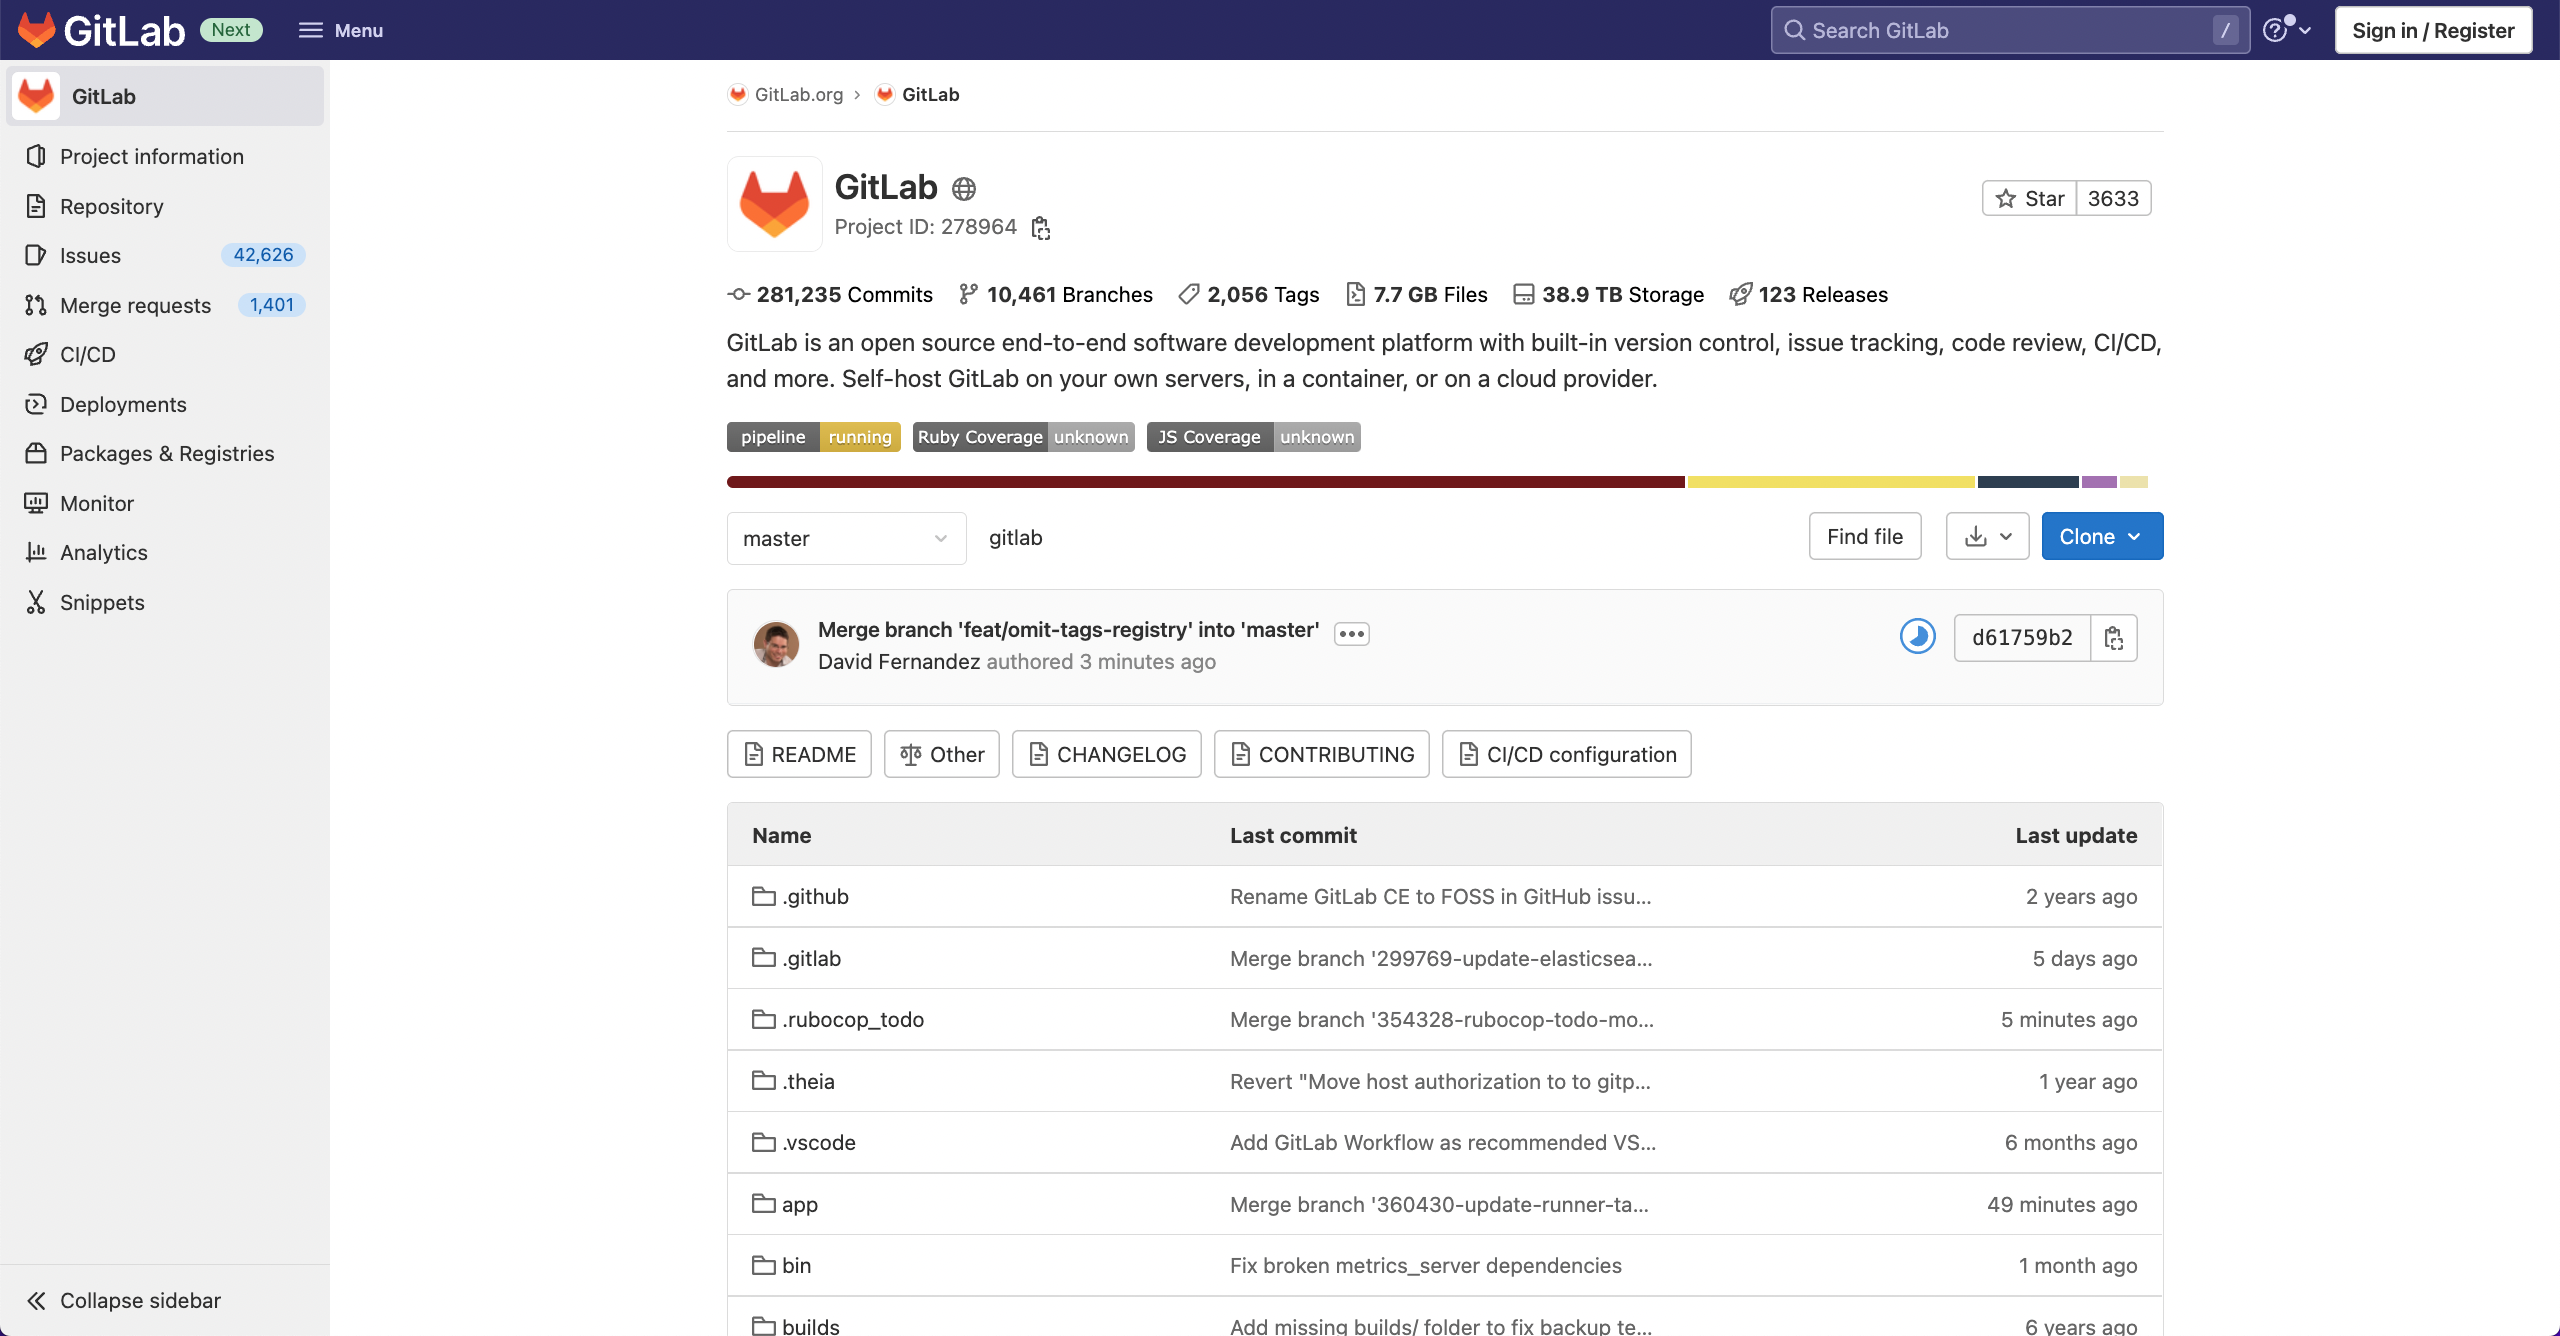 GitLab Next Menu Search GitLab / Sign in / Register
GitLab
Project information
Repository
Issues 42,626
Merge requests 1,401
CI/CD
Deployments
Packages & Registries
Monitor
Analytics
Snippets
Collapse sidebar
GitLab.org › GitLab
GitLab
Project ID: 278964
Star 3633
281,235 Commits 10,461 Branches 2,056 Tags 7.7 GB Files 38.9 TB Storage 123 Releases
GitLab is an open source end-to-end software development platform with built-in version control, issue tracking, code review, CI/CD,
and more. Self-host GitLab on your own servers, in a container, or on a cloud provider.
pipeline running Ruby Coverage unknown JS Coverage unknown
master gitlab Find file Clone
Merge branch 'feat/omit-tags-registry' into 'master'
David Fernandez authored 3 minutes ago
d61759b2
README Other CHANGELOG CONTRIBUTING CI/CD configuration
Name Last commit Last update
.github Rename GitLab CE to FOSS in GitHub issu... 2 years ago
.gitlab Merge branch '299769-update-elasticsea... 5 days ago
.rubocop_todo Merge branch '354328-rubocop-todo-mo... 5 minutes ago
.theia Revert "Move host authorization to to gitp... 1 year ago
.vscode Add GitLab Workflow as recommended VS... 6 months ago
app Merge branch '360430-update-runner-ta... 49 minutes ago
bin Fix broken metrics_server dependencies 1 month ago
builds Add missing builds/ folder to fix backup te... 6 years ago